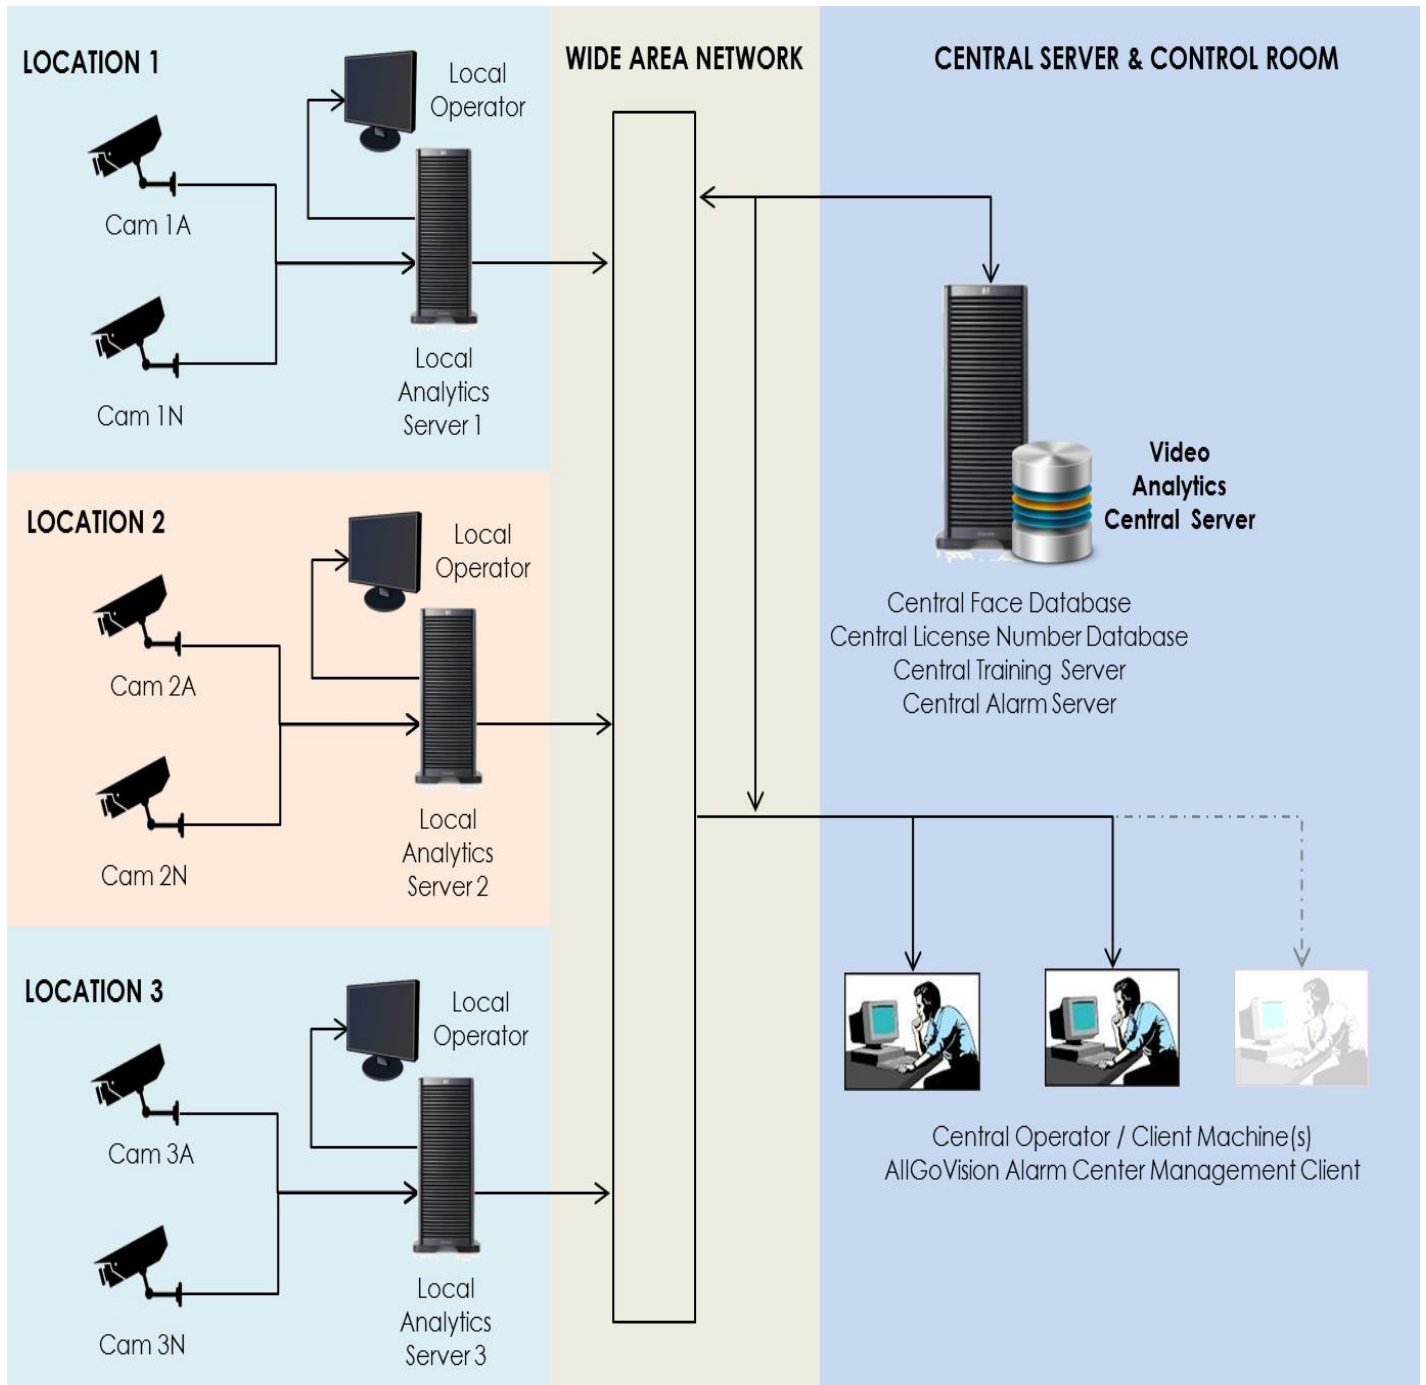 LOCATION 1
Local
Operator
Cam 1A
Cam 1N
Local
Analytics
Server 1
LOCATION 2
Local
Operator
Cam 2A
Cam 2N
Local
Analytics
Server 2
LOCATION 3
Local
Operator
Cam 3A
Cam 3N
Local
Analytics
Server 3
WIDE AREA NETWORK
CENTRAL SERVER & CONTROL ROOM
Video
Analytics
Central Server
Central Face Database
Central License Number Database
Central Training Server
Central Alarm Server
Central Operator / Client Machine(s)
AllGoVision Alarm Center Management Client